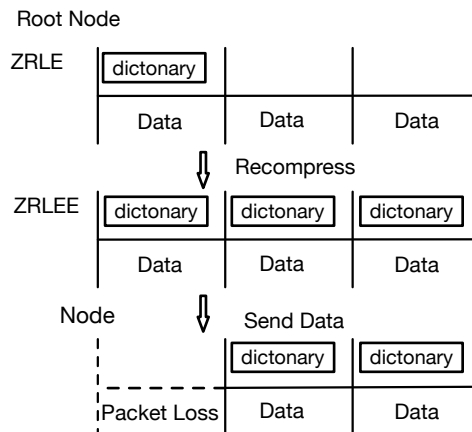 Root Node
ZRLE
dictonary
Data Data Data
Recompress
ZRLEE
dictonary dictonary dictonary
Data Data Data
Node
Send Data
dictonary dictonary
Packet Loss Data Data